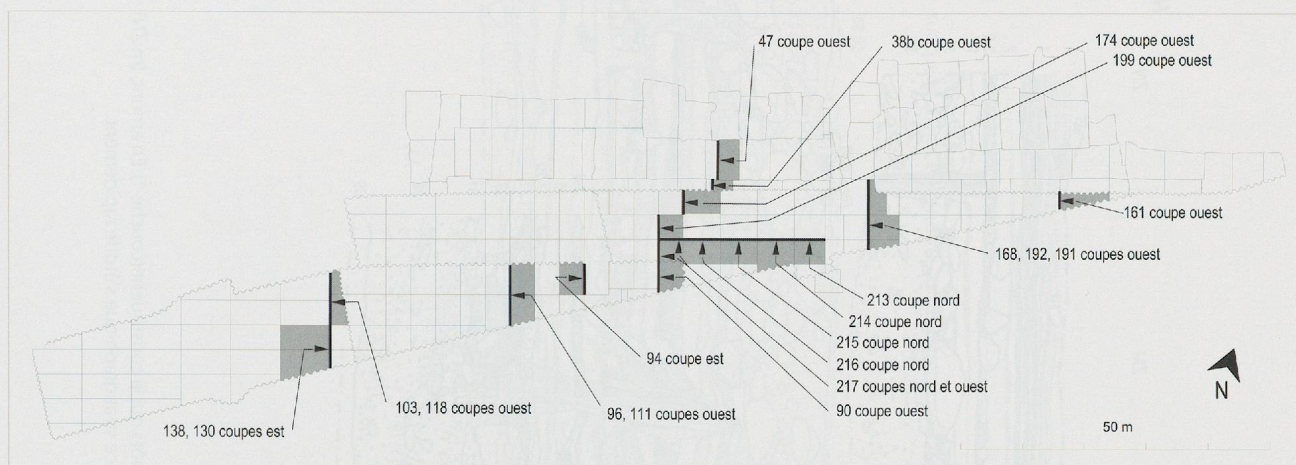 47 coupe ouest
38b coupe ouest
174 coupe ouest
199 coupe ouest
161 coupe ouest
168, 192, 191 coupes ouest
213 coupe nord
214 coupe nord
215 coupe nord
94 coupe est
216 coupe nord
217 coupes nord et ouest
103, 118 coupes ouest
96, 111 coupes ouest
90 coupe ouest
138, 130 coupes est
N
50 m